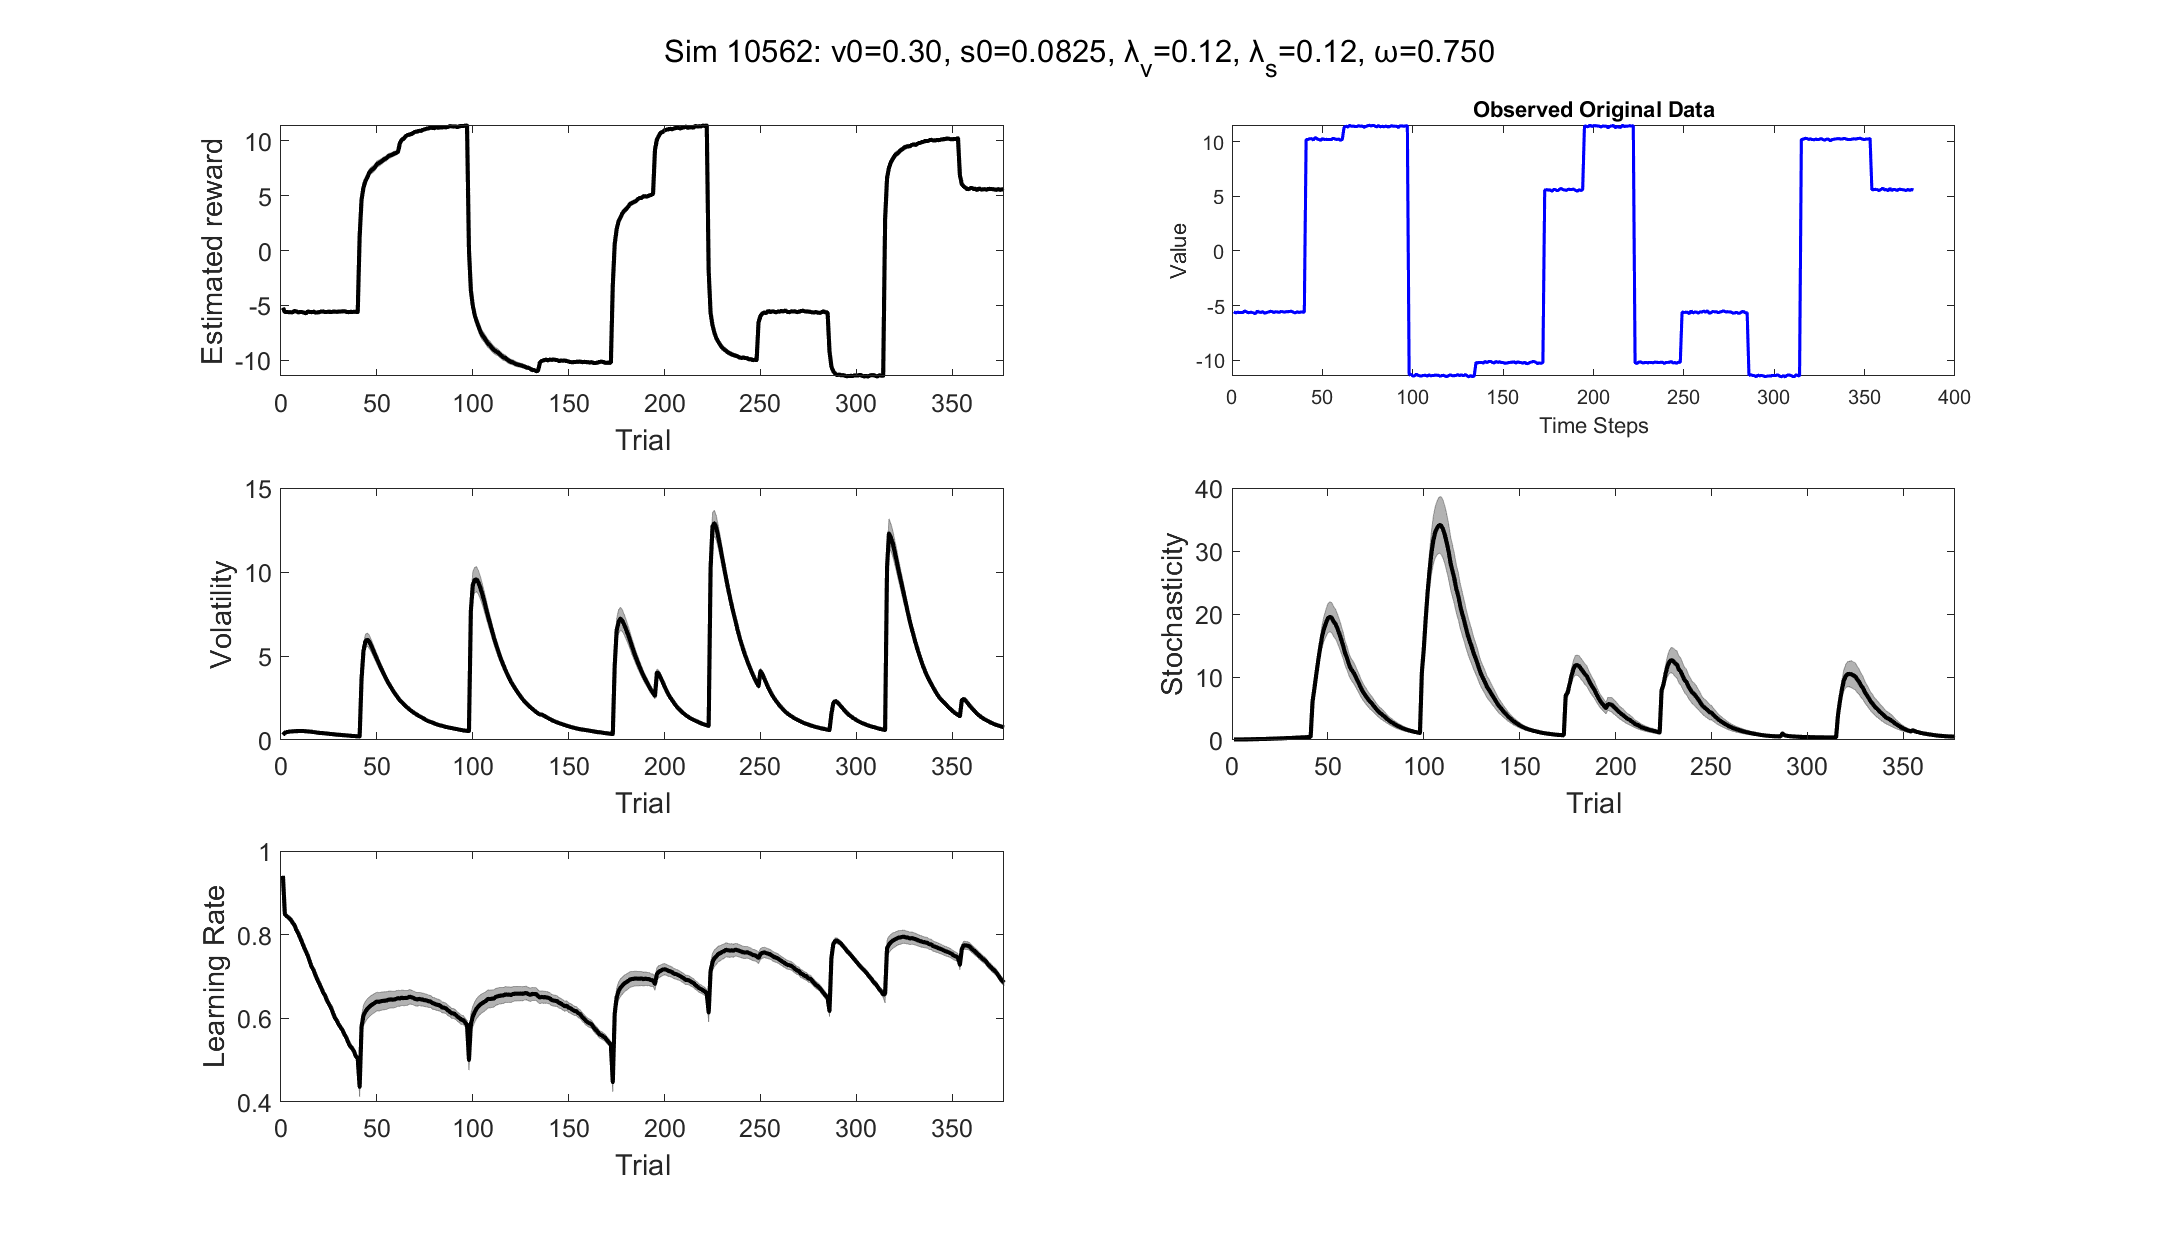 Sim 10562: v0=0.30, s0=0.0825, λ_v=0.12, λ_s=0.12, ω=0.750
Estimated reward
10
5
0
-5
-10
0 50 100 150 200 250 300 350
Trial
Observed Original Data
Value
10
5
0
-5
-10
0 50 100 150 200 250 300 350 400
Time Steps
Volatility
15
10
5
0
0 50 100 150 200 250 300 350
Trial
Stochasticity
40
30
20
10
0
0 50 100 150 200 250 300 350
Trial
Learning Rate
1
0.8
0.6
0.4
0 50 100 150 200 250 300 350
Trial